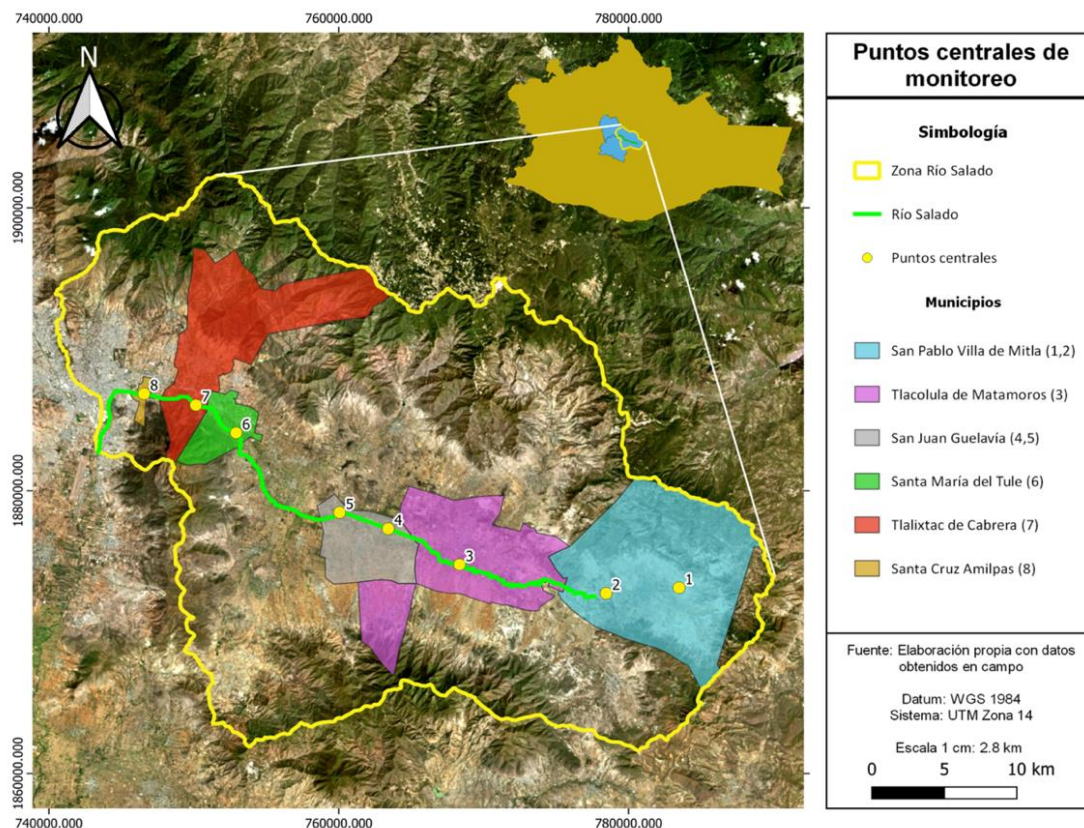 740000.000
760000.000
780000.000
N
1900000.000
1880000.000
1860000.000
8
7
6
5
4
3
2
1
740000.000
760000.000
780000.000
Puntos centrales de
monitoreo
Simbología
Zona Río Salado
Río Salado
Puntos centrales
Municipios
San Pablo Villa de Mitla (1,2)
Tlacolula de Matamoros (3)
San Juan Guelavía (4,5)
Santa María del Tule (6)
Tlalixtac de Cabrera (7)
Santa Cruz Amilpas (8)
Fuente: Elaboración propia con datos
obtenidos en campo
Datum: WGS 1984
Sistema: UTM Zona 14
Escala 1 cm: 2.8 km
0 5 10 km